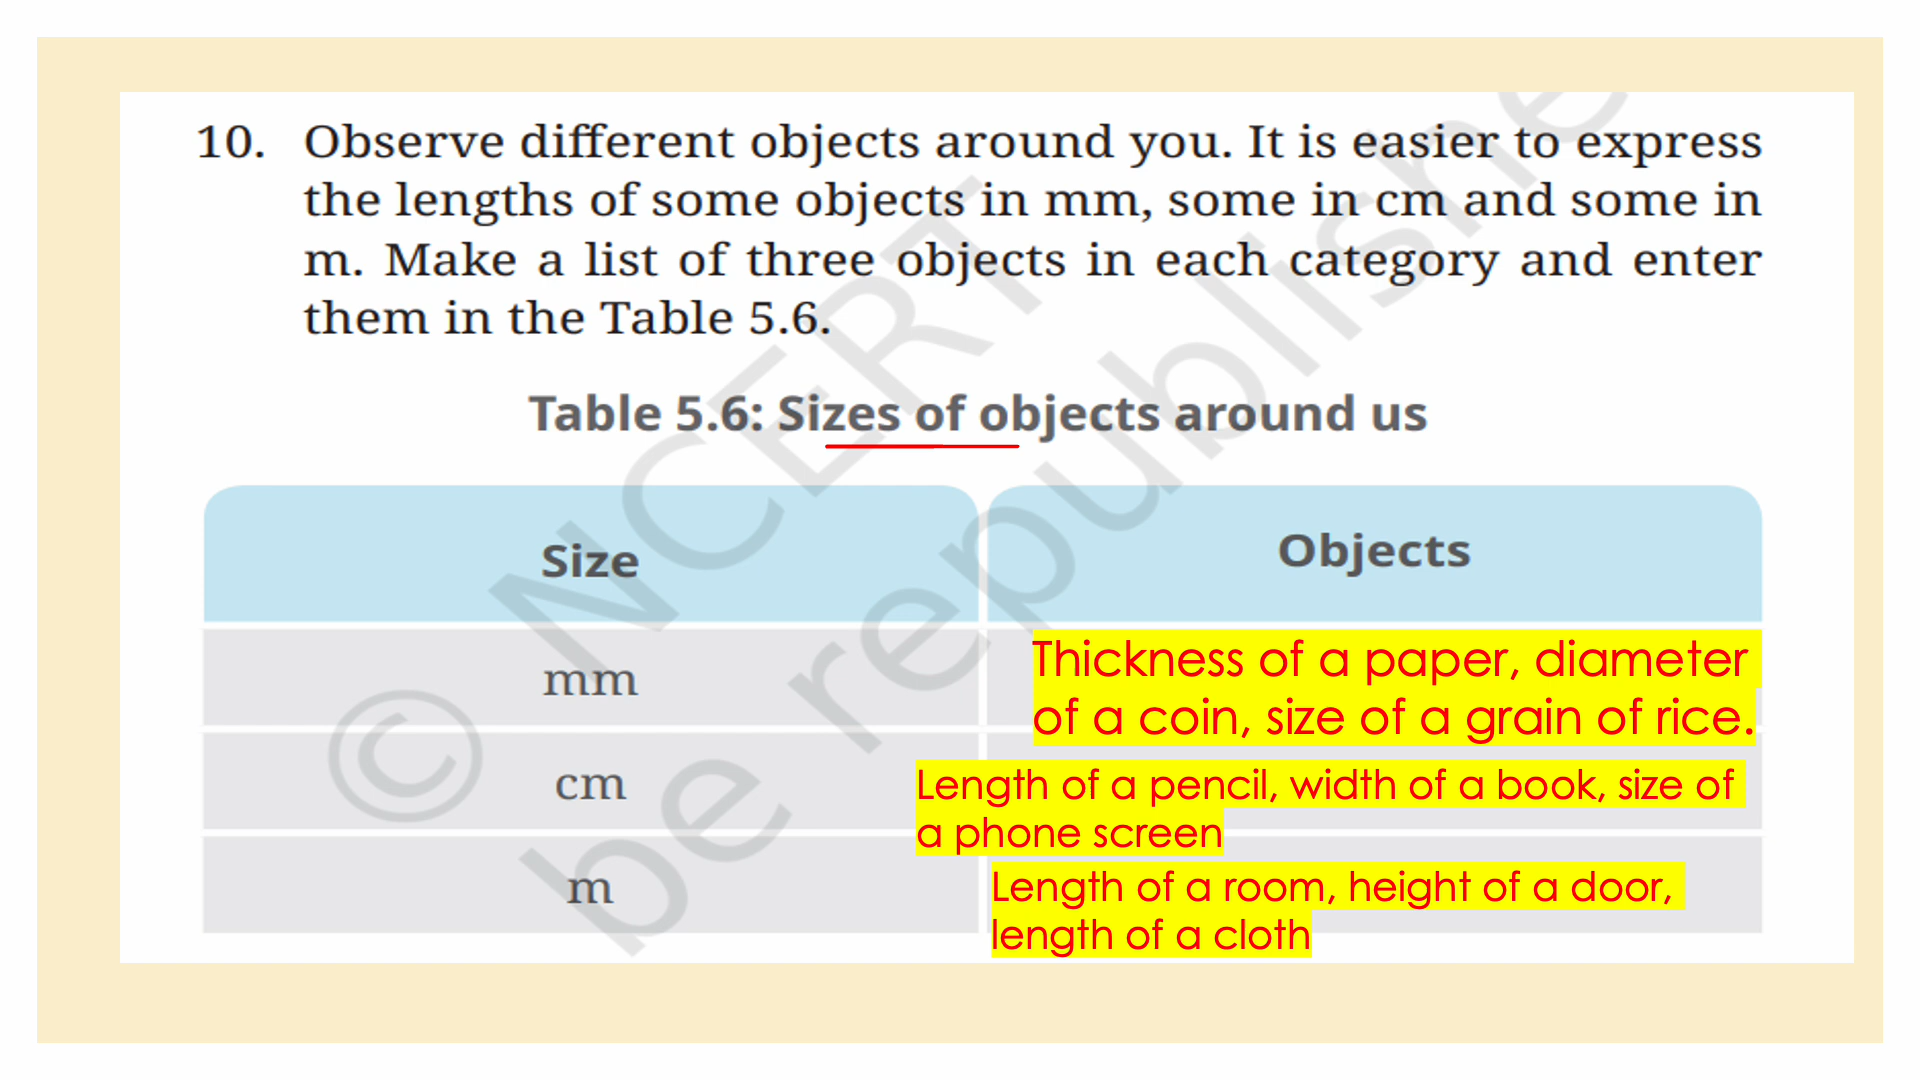 10. Observe different objects around you. It is easier to express
the lengths of some objects in mm, some in cm and some in
m. Make a list of three objects in each category and enter
them in the Table 5.6.
Table 5.6: Sizes of objects around us
Size
Objects
mm
Thickness of a paper, diameter
of a coin, size of a grain of rice.
cm
Length of a pencil, width of a book, size of
a phone screen
m
Length of a room, height of a door,
length of a cloth
© NCERT
be republishe